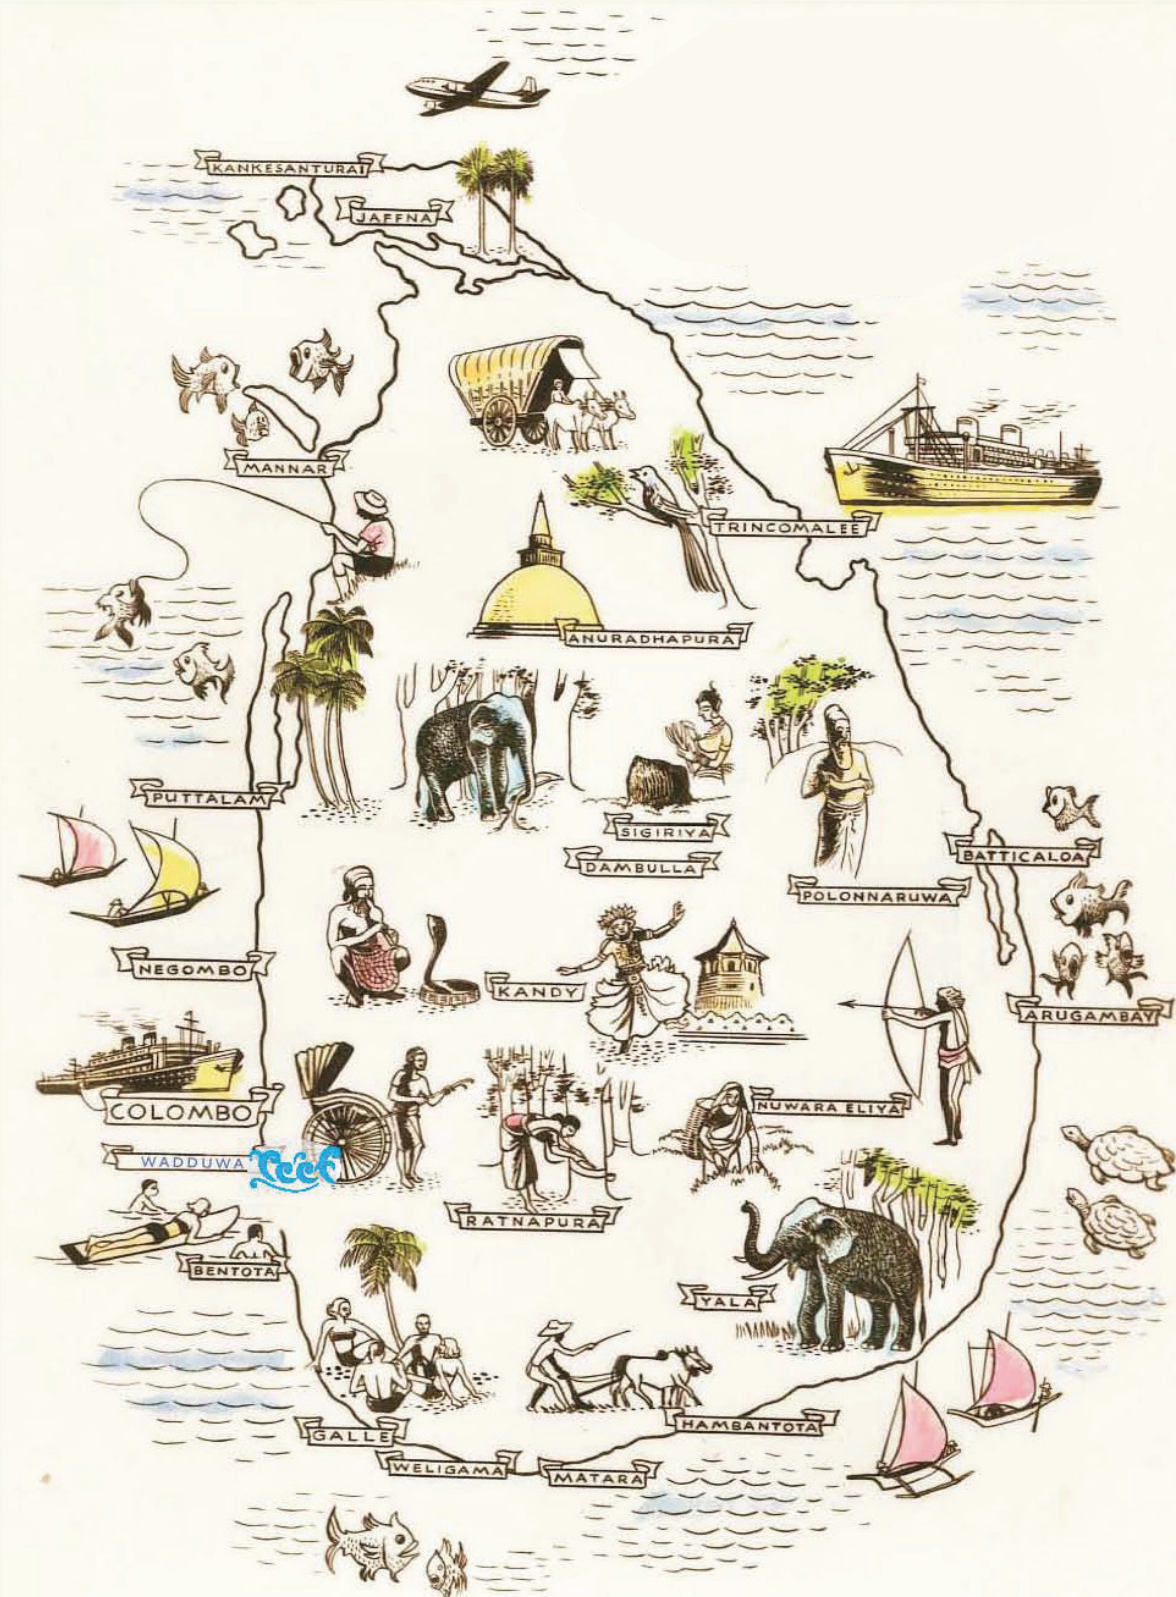 KANKESANTURAI
JAFFNA
MANNAR
TRINCOMALEE
ANURADHAPURA
PUTTALAM
SIGIRIYA
DAMBULLA
BATTICALOA
POLONNARUWA
NEGOMBO
KANDY
ARUGAMBAY
COLOMBO
NUWARA ELIYA
WADDUWA reef
RATNAPURA
BENTOTA
YALA
GALLE
HAMBANTOTA
WELIGAMA
MATARA